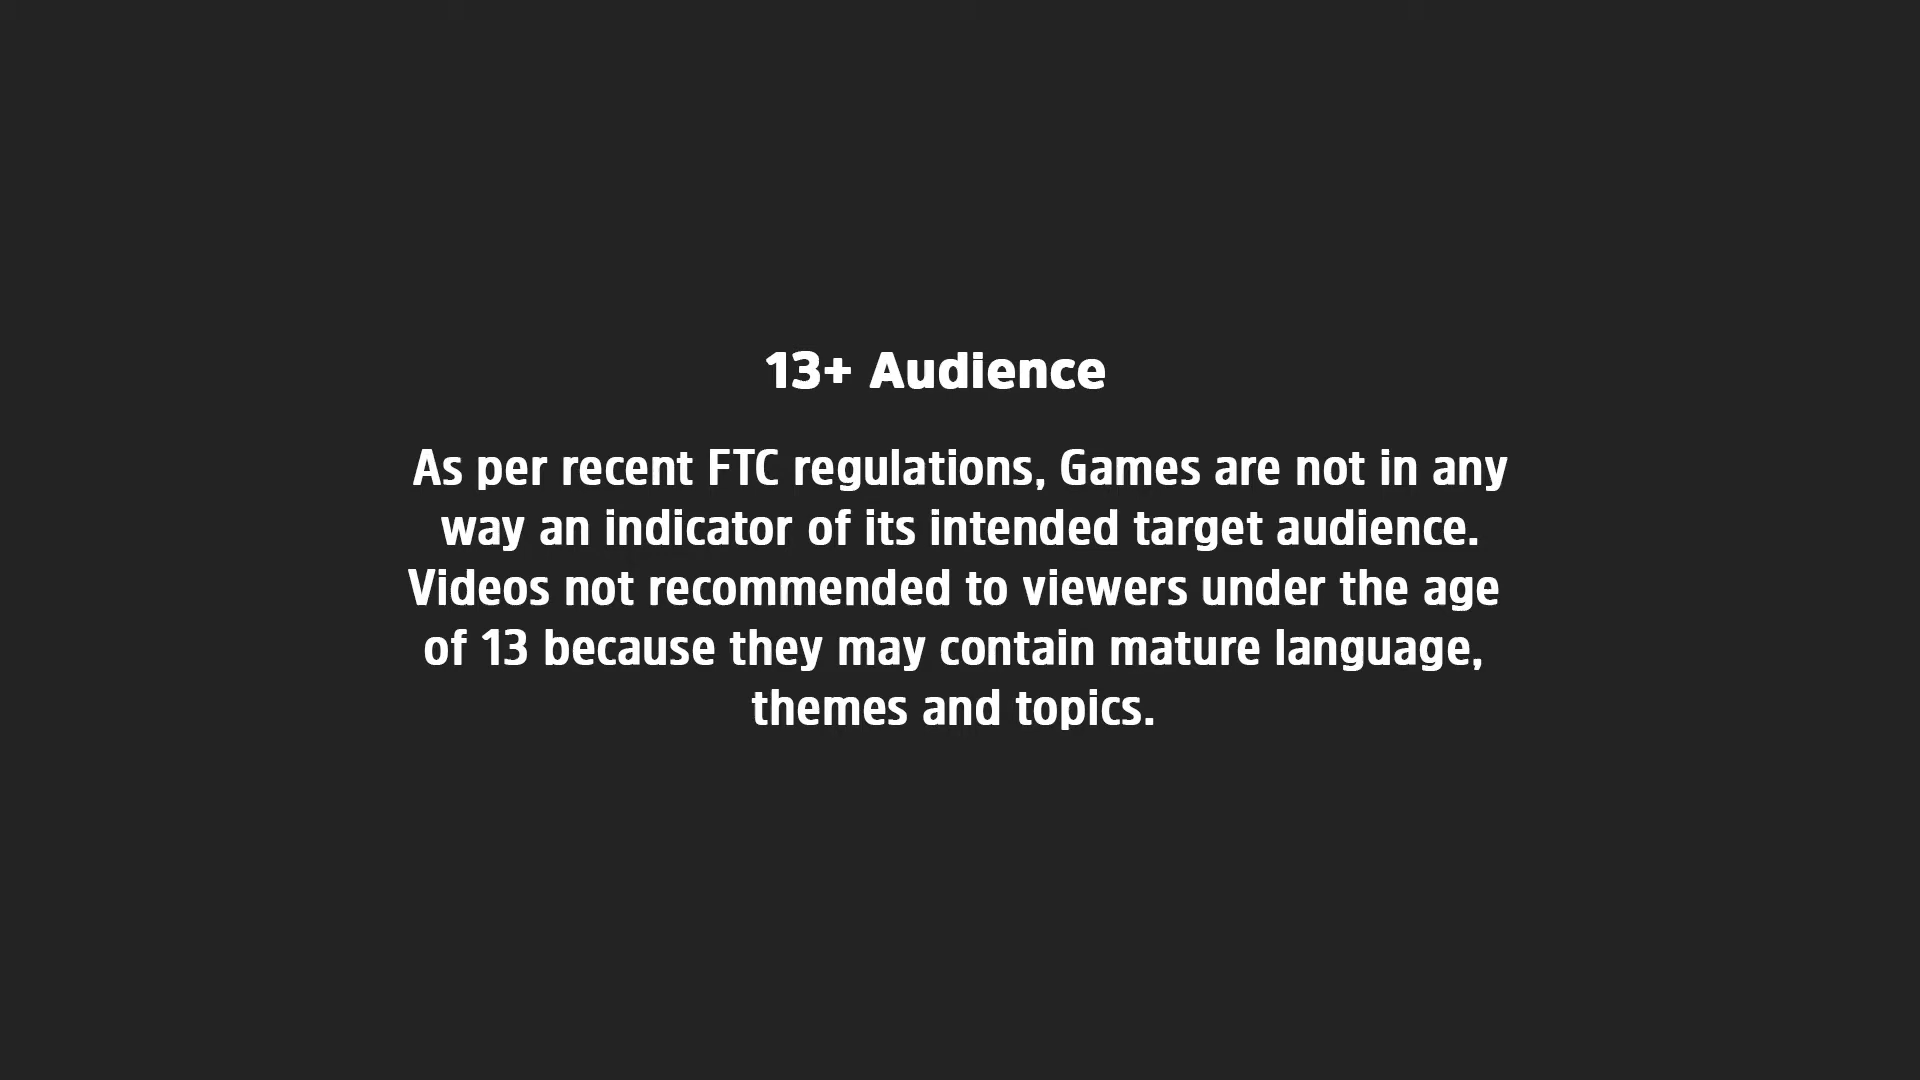 13+ Audience
As per recent FTC regulations, Games are not in any
way an indicator of its intended target audience.
Videos not recommended to viewers under the age
of 13 because they may contain mature language,
themes and topics.